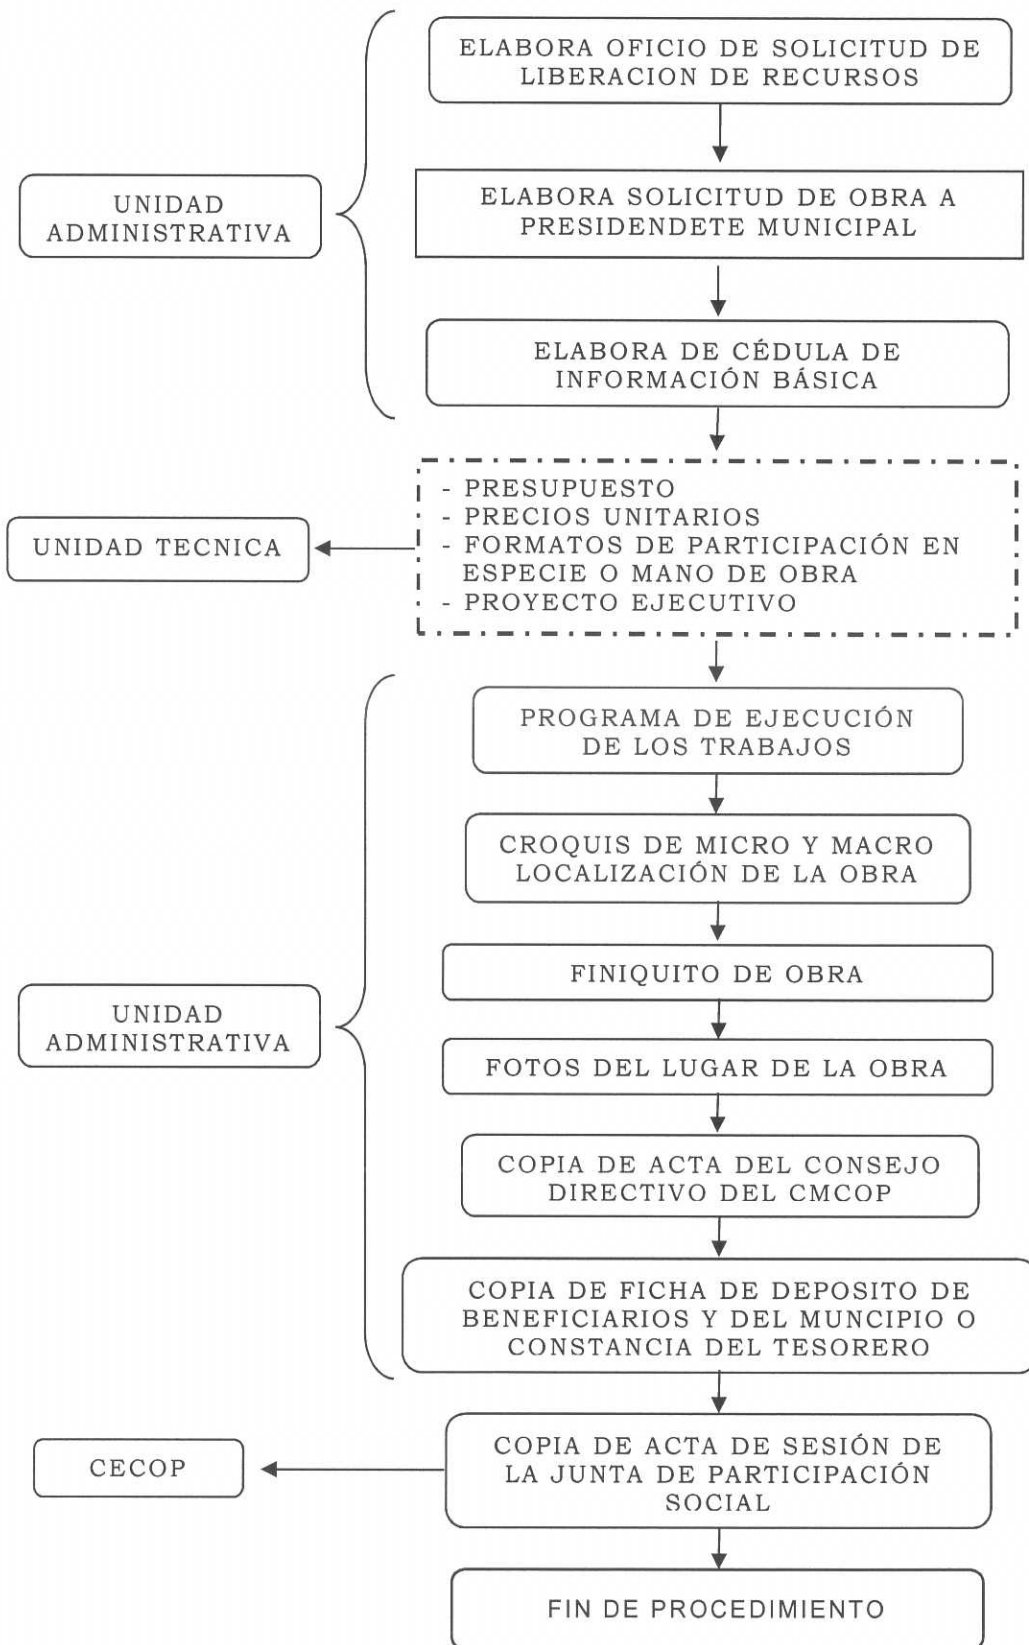 ELABORA OFICIO DE SOLICITUD DE
LIBERACION DE RECURSOS
UNIDAD
ADMINISTRATIVA
ELABORA SOLICITUD DE OBRA A
PRESIDENDETE MUNICIPAL
ELABORA DE CÉDULA DE
INFORMACIÓN BÁSICA
- PRESUPUESTO
- PRECIOS UNITARIOS
- FORMATOS DE PARTICIPACIÓN EN
ESPECIE O MANO DE OBRA
- PROYECTO EJECUTIVO
UNIDAD TECNICA
PROGRAMA DE EJECUCIÓN
DE LOS TRABAJOS
CROQUIS DE MICRO Y MACRO
LOCALIZACIÓN DE LA OBRA
FINIQUITO DE OBRA
UNIDAD
ADMINISTRATIVA
FOTOS DEL LUGAR DE LA OBRA
COPIA DE ACTA DEL CONSEJO
DIRECTIVO DEL CMCOP
COPIA DE FICHA DE DEPOSITO DE
BENEFICIARIOS Y DEL MUNCIPIO O
CONSTANCIA DEL TESORERO
CECOP
COPIA DE ACTA DE SESIÓN DE
LA JUNTA DE PARTICIPACIÓN
SOCIAL
FIN DE PROCEDIMIENTO